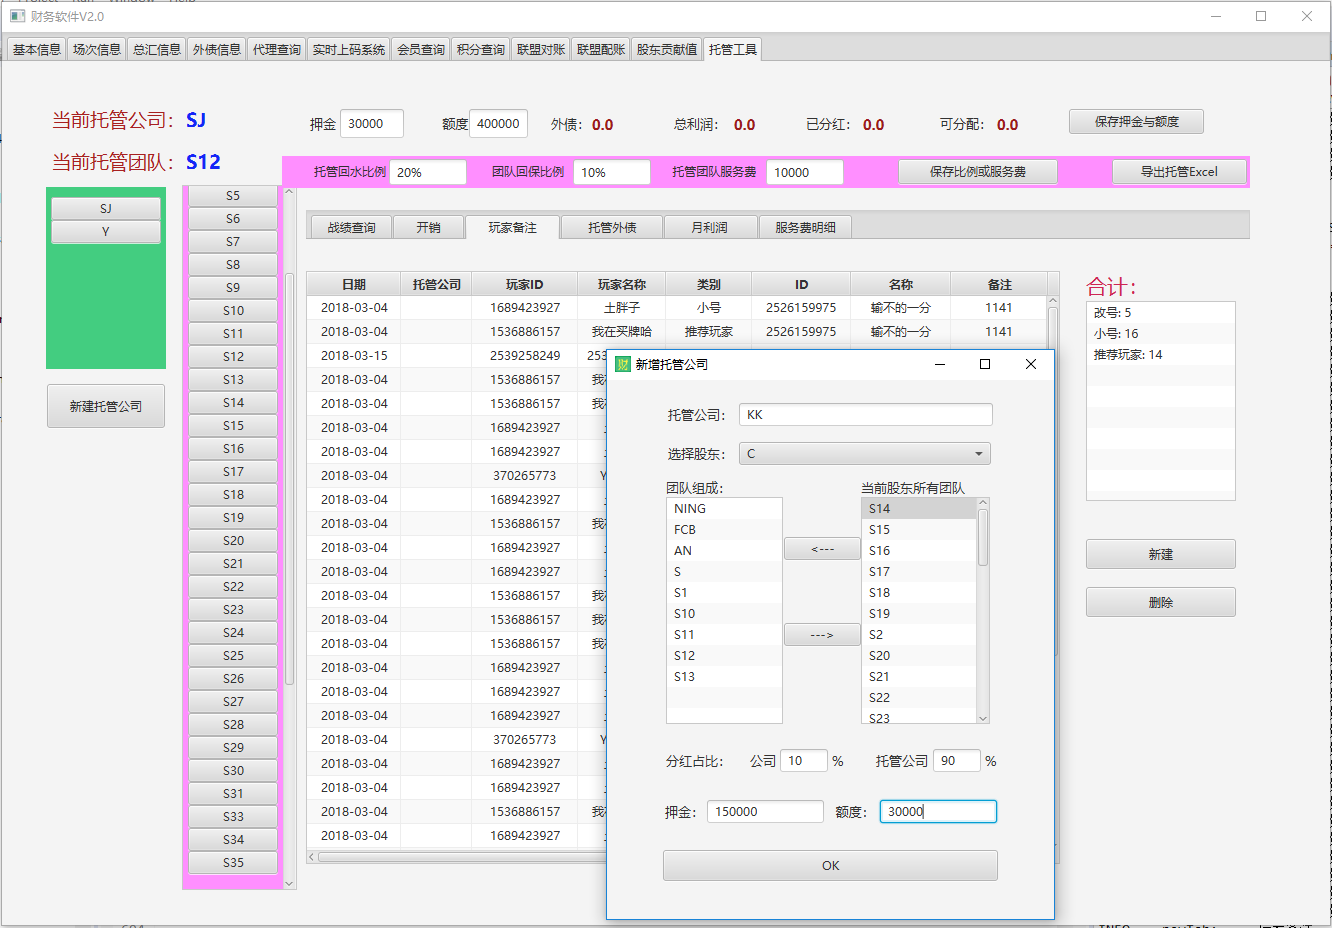 财务软件V2.0
基本信息 场次信息 总汇信息 外债信息 代理查询 实时上码系统 会员查询 积分查询 联盟对账 联盟配账 股东贡献值 托管工具
当前托管公司： SJ
押金 30000 额度 400000 外债： 0.0 总利润： 0.0 已分红： 0.0 可分配： 0.0 保存押金与额度
当前托管团队： S12
托管回水比例 20% 团队回保比例 10% 托管团队服务费 10000 保存比例或服务费 导出托管Excel
SJ
Y
新建托管公司
S5
S6
S7
S8
S9
S10
S11
S12
S13
S14
S15
S16
S17
S18
S19
S20
S21
S22
S23
S24
S25
S26
S27
S28
S29
S30
S31
S33
S34
S35
战绩查询 开销 玩家备注 托管外债 月利润 服务费明细
日期 托管公司 玩家ID 玩家名称 类别 ID 名称 备注
2018-03-04 1689423927 土胖子 小号 2526159975 输不的一分 1141
2018-03-04 1536886157 我在买牌哈 推荐玩家 2526159975 输不的一分 1141
2018-03-15 2539258249 253
2018-03-04 1536886157
2018-03-04 1536886157
2018-03-04 1689423927
2018-03-04 1689423927
2018-03-04 370265773 Y
2018-03-04 1689423927
2018-03-04 1536886157
2018-03-04 1689423927
2018-03-04 1689423927
2018-03-04 1536886157
2018-03-04 1536886157
2018-03-04 1536886157
2018-03-04 1689423927
2018-03-04 1689423927
2018-03-04 1689423927
2018-03-04 370265773 Y
2018-03-04 1689423927
2018-03-04 1689423927
2018-03-04 1536886157
2018-03-04 1689423927
合计：
改号: 5
小号: 16
推荐玩家: 14
新建
删除
财 新增托管公司
托管公司： KK
选择股东： C
团队组成：
NING
FCB
AN
S
S1
S10
S11
S12
S13
<---
--->
当前股东所有团队
S14
S15
S16
S17
S18
S19
S2
S20
S21
S22
S23
分红占比： 公司 10 % 托管公司 90 %
押金： 150000 额度： 30000
OK